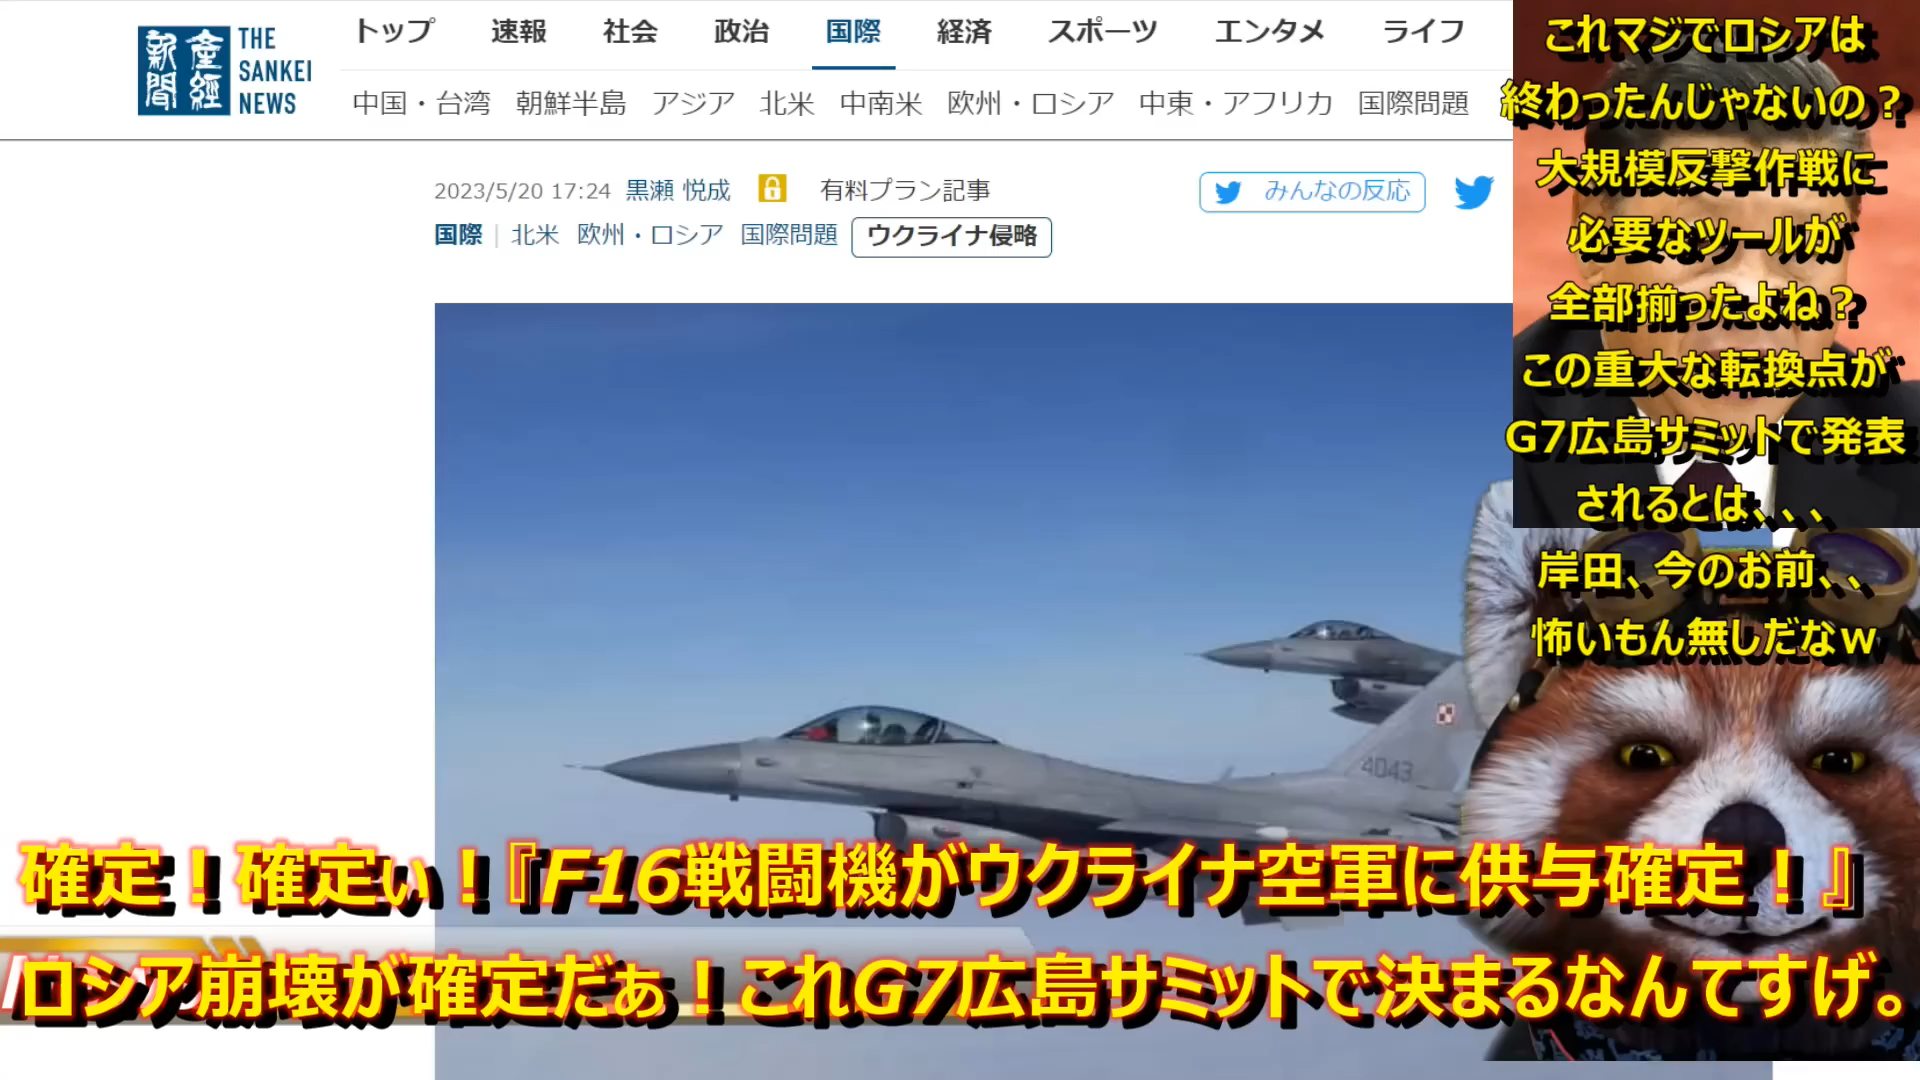 産經新聞
THE SANKEI NEWS
トップ 速報 社会 政治 国際 経済 スポーツ エンタメ ライフ
中国・台湾 朝鮮半島 アジア 北米 中南米 欧州・ロシア 中東・アフリカ 国際問題
2023/5/20 17:24 黒瀬 悦成 有料プラン記事
みんなの反応
国際 | 北米 欧州・ロシア 国際問題 ウクライナ侵略
これマジでロシアは
終わったんじゃないの？
大規模反撃作戦に
必要なツールが
全部揃ったよね？
この重大な転換点が
G7広島サミットで発表
されるとは、、、
岸田、今のお前、、
怖いもん無しだなｗ
4043
確定！確定ぃ！『F16戦闘機がウクライナ空軍に供与確定！』
ロシア崩壊が確定だぁ！これG7広島サミットで決まるなんてすげ。